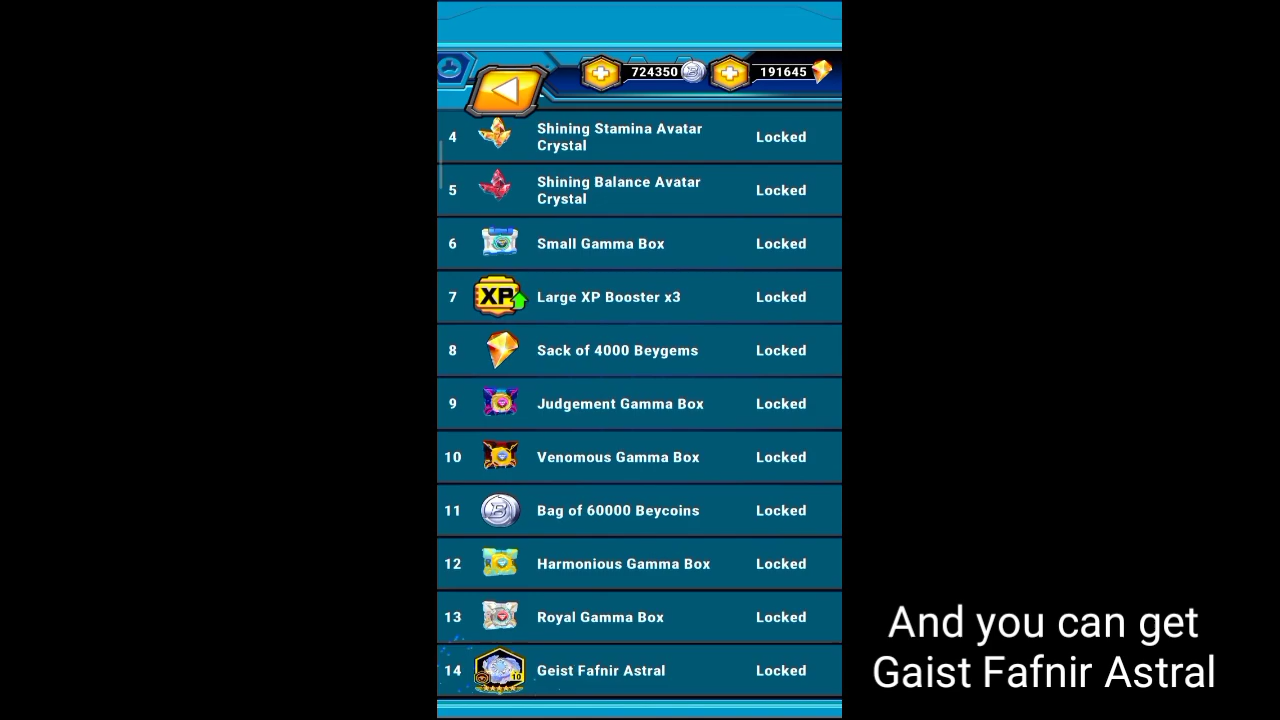 724350
191645
4 Shining Stamina Avatar Crystal Locked
5 Shining Balance Avatar Crystal Locked
6 Small Gamma Box Locked
7 XP Large XP Booster x3 Locked
8 Sack of 4000 Beygems Locked
9 Judgement Gamma Box Locked
10 Venomous Gamma Box Locked
11 B Bag of 60000 Beycoins Locked
12 Harmonious Gamma Box Locked
13 Royal Gamma Box Locked
14 10 Geist Fafnir Astral Locked
And you can get
Gaist Fafnir Astral